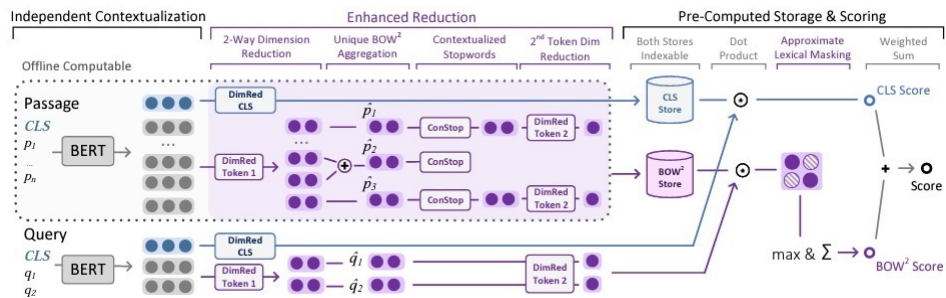 Independent Contextualization
Enhanced Reduction
Pre-Computed Storage & Scoring
2-Way Dimension Reduction
Unique BOW² Aggregation
Contextualized Stopwords
2nd Token Dim Reduction
Both Stores Indexable
Dot Product
Approximate Lexical Masking
Weighted Sum
Offline Computable
Passage
CLS
p1
...
pn
BERT
...
DimRed CLS
DimRed Token 1
...
+
p̂1
p̂2
p̂3
ConStop
ConStop
ConStop
DimRed Token 2
DimRed Token 2
CLS Store
BOW² Store
CLS Score
+
Score
max & Σ
BOW² Score
Query
CLS
q1
q2
BERT
DimRed CLS
DimRed Token 1
q̂1
q̂2
DimRed Token 2